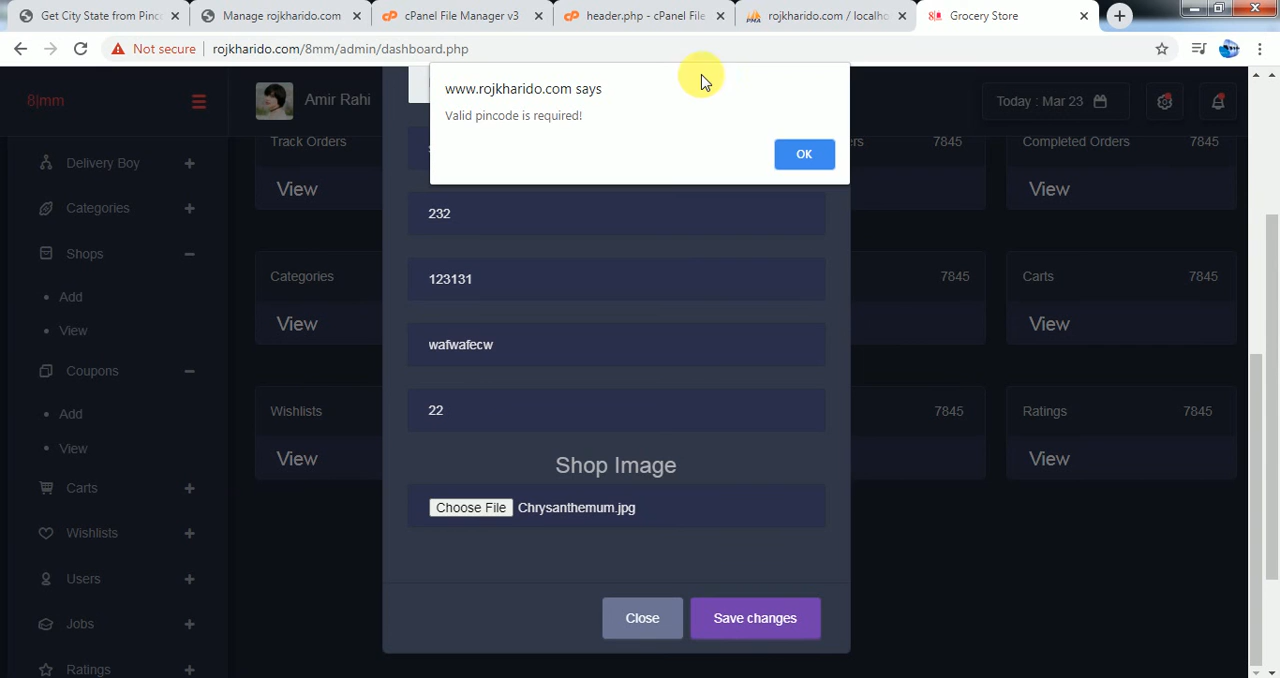 Get City State from Pinc
Manage rojkharido.com
cPanel File Manager v3
header.php - cPanel File
rojkharido.com / localho
Grocery Store
Not secure
rojkharido.com/8mm/admin/dashboard.php
www.rojkharido.com says
Valid pincode is required!
OK
8|mm
Amir Rahi
Today : Mar 23
Delivery Boy
Categories
Shops
Add
View
Coupons
Add
View
Carts
Wishlists
Users
Jobs
Ratings
Track Orders
View
7845
Completed Orders 7845
View
Categories
View
7845
Carts 7845
View
Wishlists
View
7845
Ratings 7845
View
232
123131
wafwafecw
22
Shop Image
Choose File Chrysanthemum.jpg
Close
Save changes